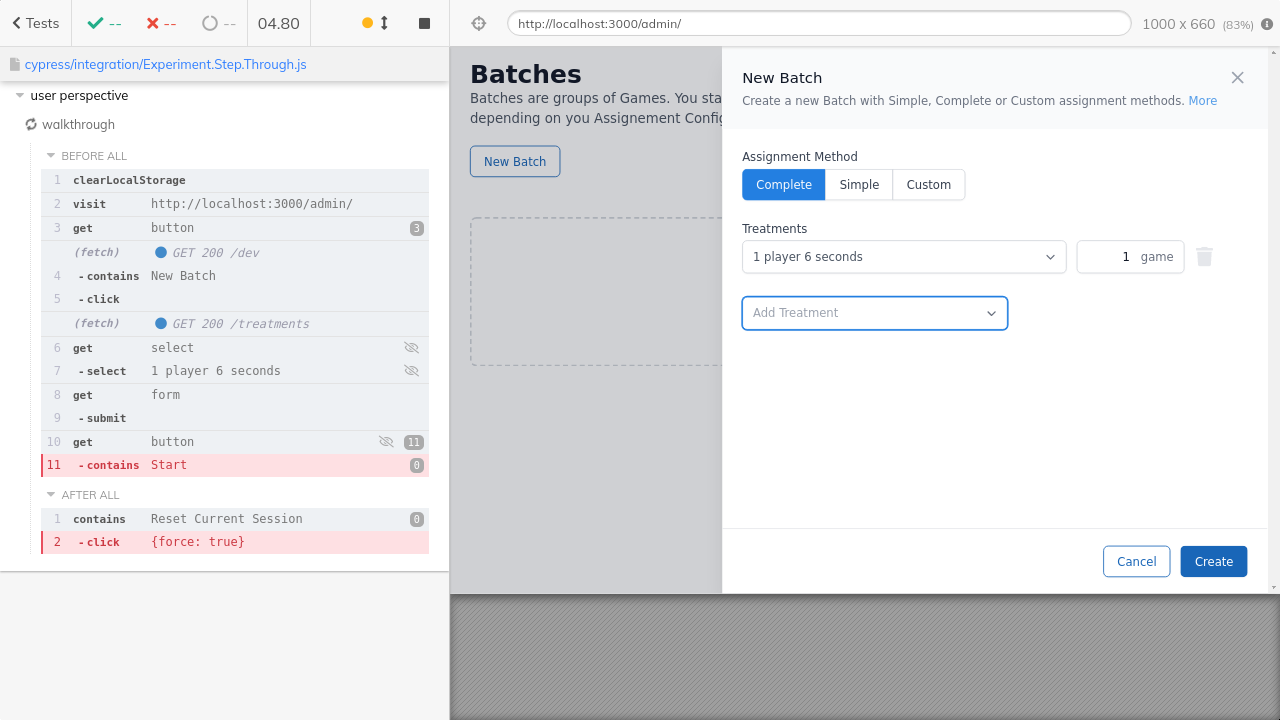 Tests
--
--
--
04.80
http://localhost:3000/admin/
1000 x 660 (83%)
cypress/integration/Experiment.Step.Through.js
user perspective
walkthrough
BEFORE ALL
1 clearLocalStorage
2 visit http://localhost:3000/admin/
3 get button 3
(fetch) GET 200 /dev
4 - contains New Batch
5 - click
(fetch) GET 200 /treatments
6 get select
7 - select 1 player 6 seconds
8 get form
9 - submit
10 get button 11
11 - contains Start 0
AFTER ALL
1 contains Reset Current Session 0
2 - click {force: true}
Batches
Batches are groups of Games. You sta
depending on you Assignement Config
New Batch
New Batch
Create a new Batch with Simple, Complete or Custom assignment methods. More
Assignment Method
Complete Simple Custom
Treatments
1 player 6 seconds 1 game
Add Treatment
Cancel Create